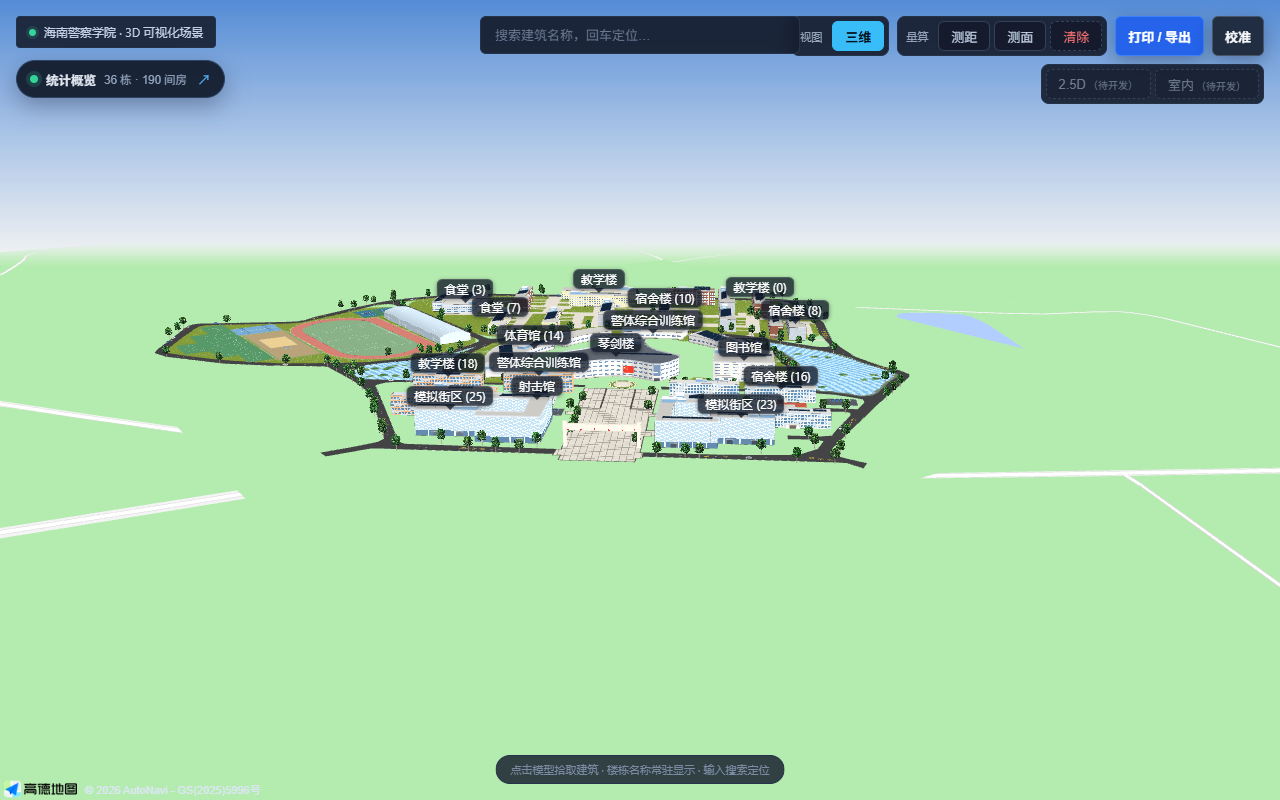 海南警察学院 · 3D 可视化场景
搜索建筑名称，回车定位…
视图 三维
量算 测距 测面 清除
打印 / 导出
校准
统计概览 36 栋 · 190 间房 ↗
2.5D （待开发） 室内 （待开发）
教学楼
食堂 (3)
教学楼 (0)
宿舍楼 (10)
食堂 (7)
宿舍楼 (8)
警体综合训练馆
体育馆 (14)
琴剑楼
图书馆
教学楼 (18)
警体综合训练馆
宿舍楼 (16)
射击馆
模拟街区 (25)
模拟街区 (23)
点击模型拾取建筑 · 楼栋名称常驻显示 · 输入搜索定位
高德地图 © 2026 AutoNavi - GS(2025)5996号